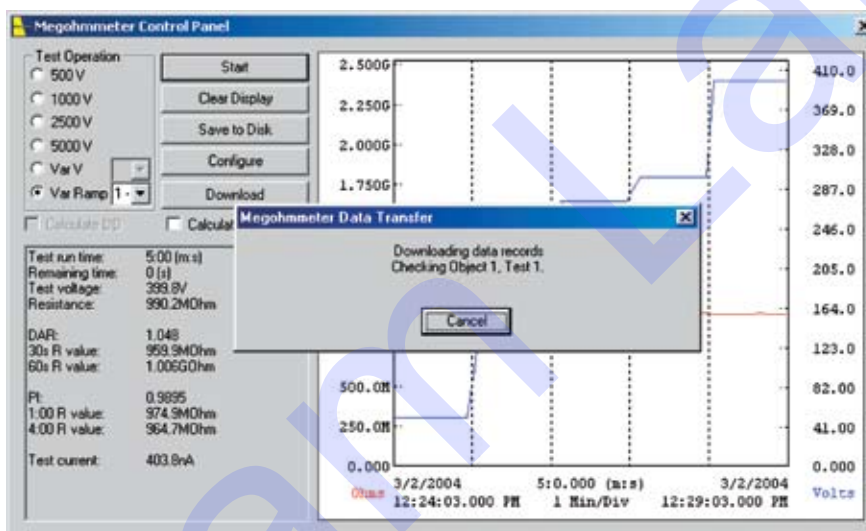 Megohmmeter Control Panel
Test Operation
500 V
1000 V
2500 V
5000 V
Var V
Var Ramp 1 -
Start
Clear Display
Save to Disk
Configure
Download
Calculate DD
Calculat
Test run time: 5:00 (m:s)
Remaining time: 0 (s)
Test voltage: 399.8V
Resistance: 990.2MOhm
DAR: 1.048
30s R value: 959.9MOhm
60s R value: 1.006GOhm
PI: 0.9895
1:00 R value: 974.9MOhm
4:00 R value: 964.7MOhm
Test current: 403.8nA
Megohmmeter Data Transfer
Downloading data records
Checking Object 1, Test 1.
Cancel
2.500G
2.250G
2.000G
1.750G
500.0M
250.0M
0.000
410.0
369.0
328.0
287.0
246.0
205.0
164.0
123.0
82.00
41.00
0.000
Ohms
3/2/2004 5:0.000 (m:s) 3/2/2004
12:24:03.000 PM 1 Min/Div 12:29:03.000 PM
Volts
am La